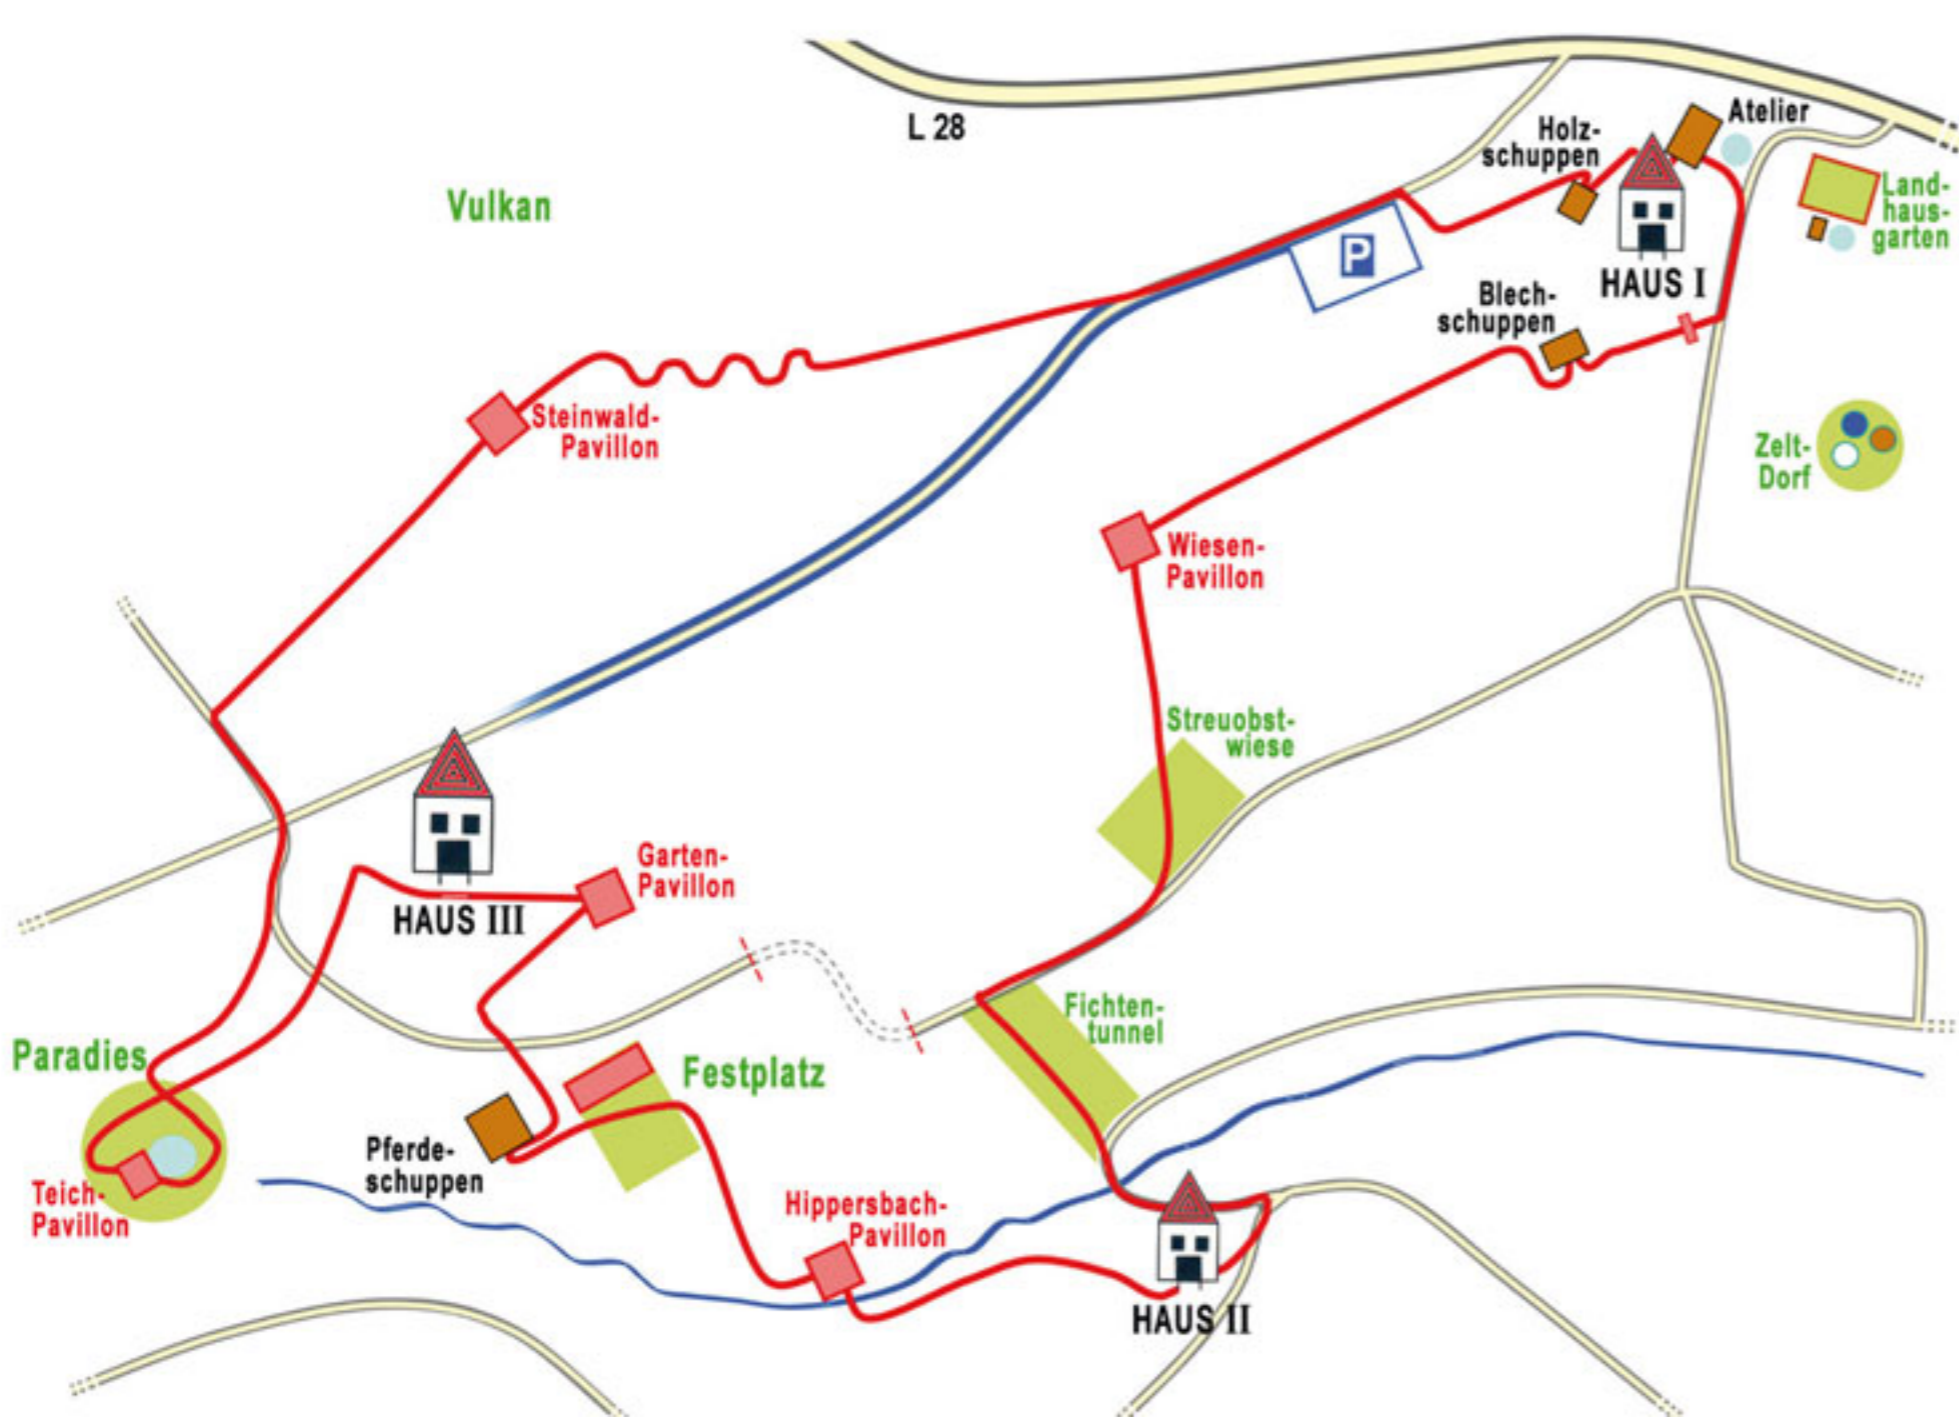 L 28
Vulkan
Atelier
Holz-
schuppen
Land-
haus-
garten
P
HAUS I
Blech-
schuppen
Steinwald-
Pavillon
Zelt-
Dorf
Wiesen-
Pavillon
Streuobst-
wiese
Garten-
Pavillon
HAUS III
Fichten-
tunnel
Paradies
Festplatz
Pferde-
schuppen
Teich-
Pavillon
Hippersbach-
Pavillon
HAUS II